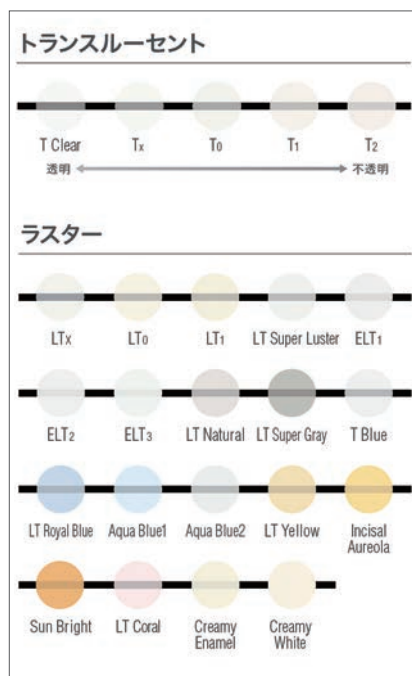 トランスルーセント
T Clear Tx T0 T1 T2
透明 不透明
ラスター
LTx LT0 LT1 LT Super Luster ELT1
ELT2 ELT3 LT Natural LT Super Gray T Blue
LT Royal Blue Aqua Blue1 Aqua Blue2 LT Yellow Incisal
Aureola
Sun Bright LT Coral Creamy Creamy
Enamel White